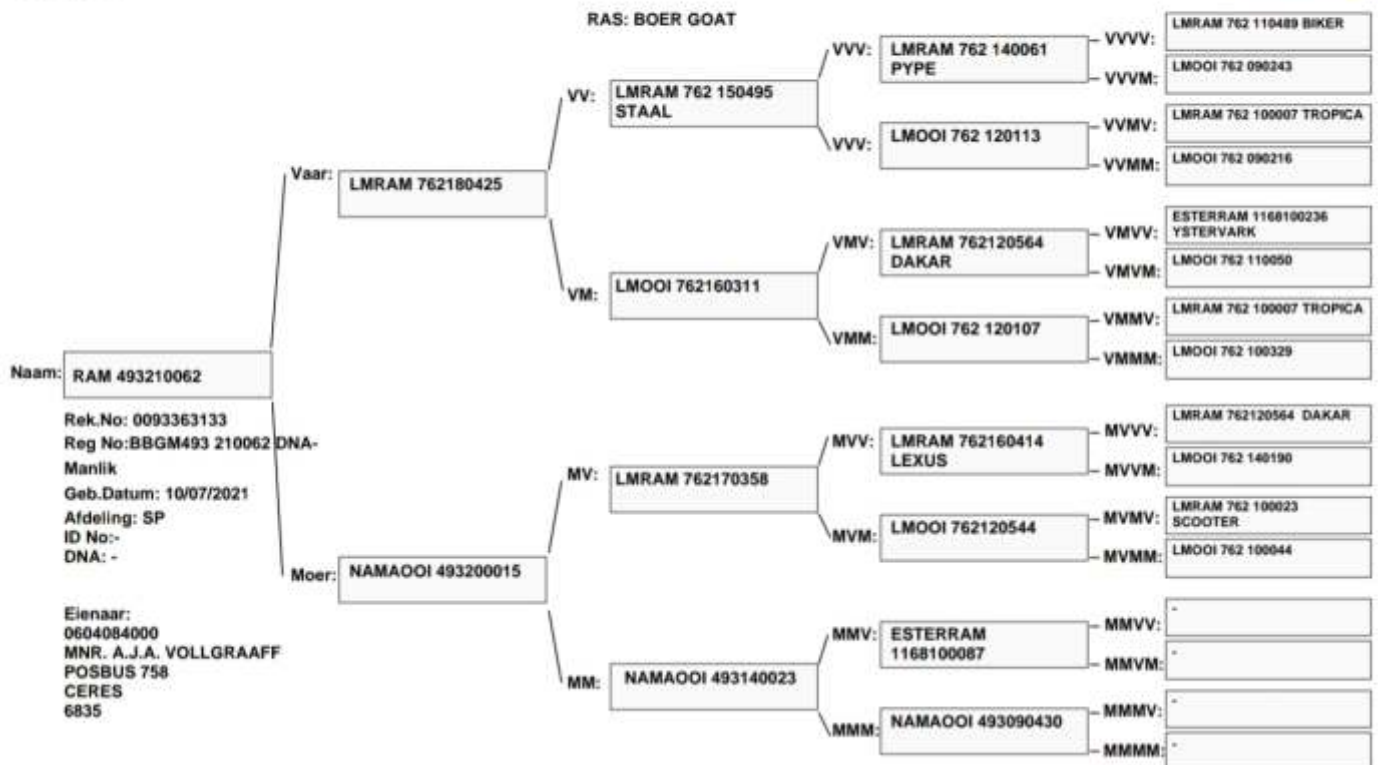 RAS: BOER GOAT
Naam:
RAM 493210062
Rek.No: 0093363133
Reg No:BBGM493 210062 DNA-
Manlik
Geb.Datum: 10/07/2021
Afdeling: SP
ID No:-
DNA: -
Eienaar:
0604084000
MNR. A.J.A. VOLLGRAAFF
POSBUS 758
CERES
6835
Vaar:
LMRAM 762180425
Moer:
NAMAOOI 493200015
VV:
LMRAM 762 150495
STAAL
VM:
LMOOI 762160311
MV:
LMRAM 762170358
MM:
NAMAOOI 493140023
VVV:
LMRAM 762 140061
PYPE
VVV:
LMOOI 762 120113
VMV:
LMRAM 762120564
DAKAR
VMM:
LMOOI 762 120107
MVV:
LMRAM 762160414
LEXUS
MVM:
LMOOI 762120544
MMV:
ESTERRAM
1168100087
MMM:
NAMAOOI 493090430
VVVV:
LMRAM 762 110489 BIKER
VVVM:
LMOOI 762 090243
VVMV:
LMRAM 762 100007 TROPICA
VVMM:
LMOOI 762 090216
VMVV:
ESTERRAM 1168100236
YSTERVARK
VMVM:
LMOOI 762 110050
VMMV:
LMRAM 762 100007 TROPICA
VMMM:
LMOOI 762 100329
MVVV:
LMRAM 762120564 DAKAR
MVVM:
LMOOI 762 140190
MVMV:
LMRAM 762 100023
SCOOTER
MVMM:
LMOOI 762 100044
MMVV:
-
MMVM:
-
MMMV:
-
MMMM:
-